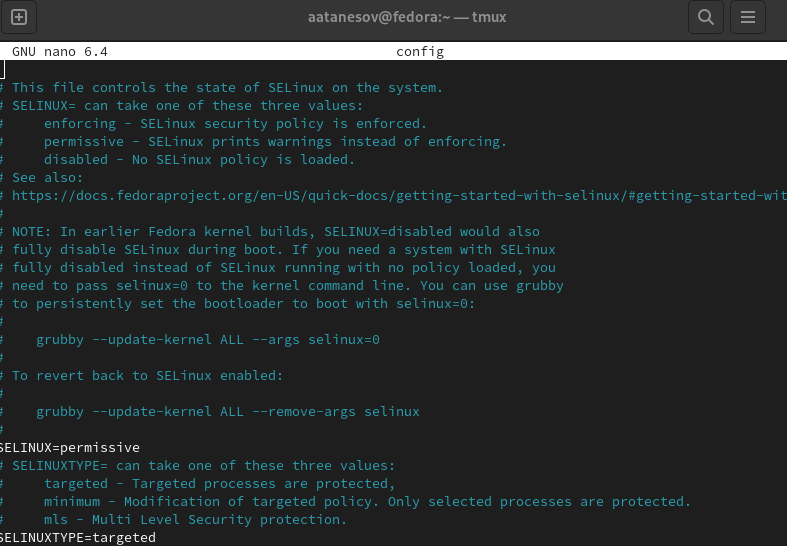 aatanesov@fedora:~ — tmux
GNU nano 6.4 config
# This file controls the state of SELinux on the system.
# SELINUX= can take one of these three values:
#     enforcing - SELinux security policy is enforced.
#     permissive - SELinux prints warnings instead of enforcing.
#     disabled - No SELinux policy is loaded.
# See also:
# https://docs.fedoraproject.org/en-US/quick-docs/getting-started-with-selinux/#getting-started-wit
#
# NOTE: In earlier Fedora kernel builds, SELINUX=disabled would also
# fully disable SELinux during boot. If you need a system with SELinux
# fully disabled instead of SELinux running with no policy loaded, you
# need to pass selinux=0 to the kernel command line. You can use grubby
# to persistently set the bootloader to boot with selinux=0:
#
#    grubby --update-kernel ALL --args selinux=0
#
# To revert back to SELinux enabled:
#
#    grubby --update-kernel ALL --remove-args selinux
#
SELINUX=permissive
# SELINUXTYPE= can take one of these three values:
#     targeted - Targeted processes are protected,
#     minimum - Modification of targeted policy. Only selected processes are protected.
#     mls - Multi Level Security protection.
SELINUXTYPE=targeted